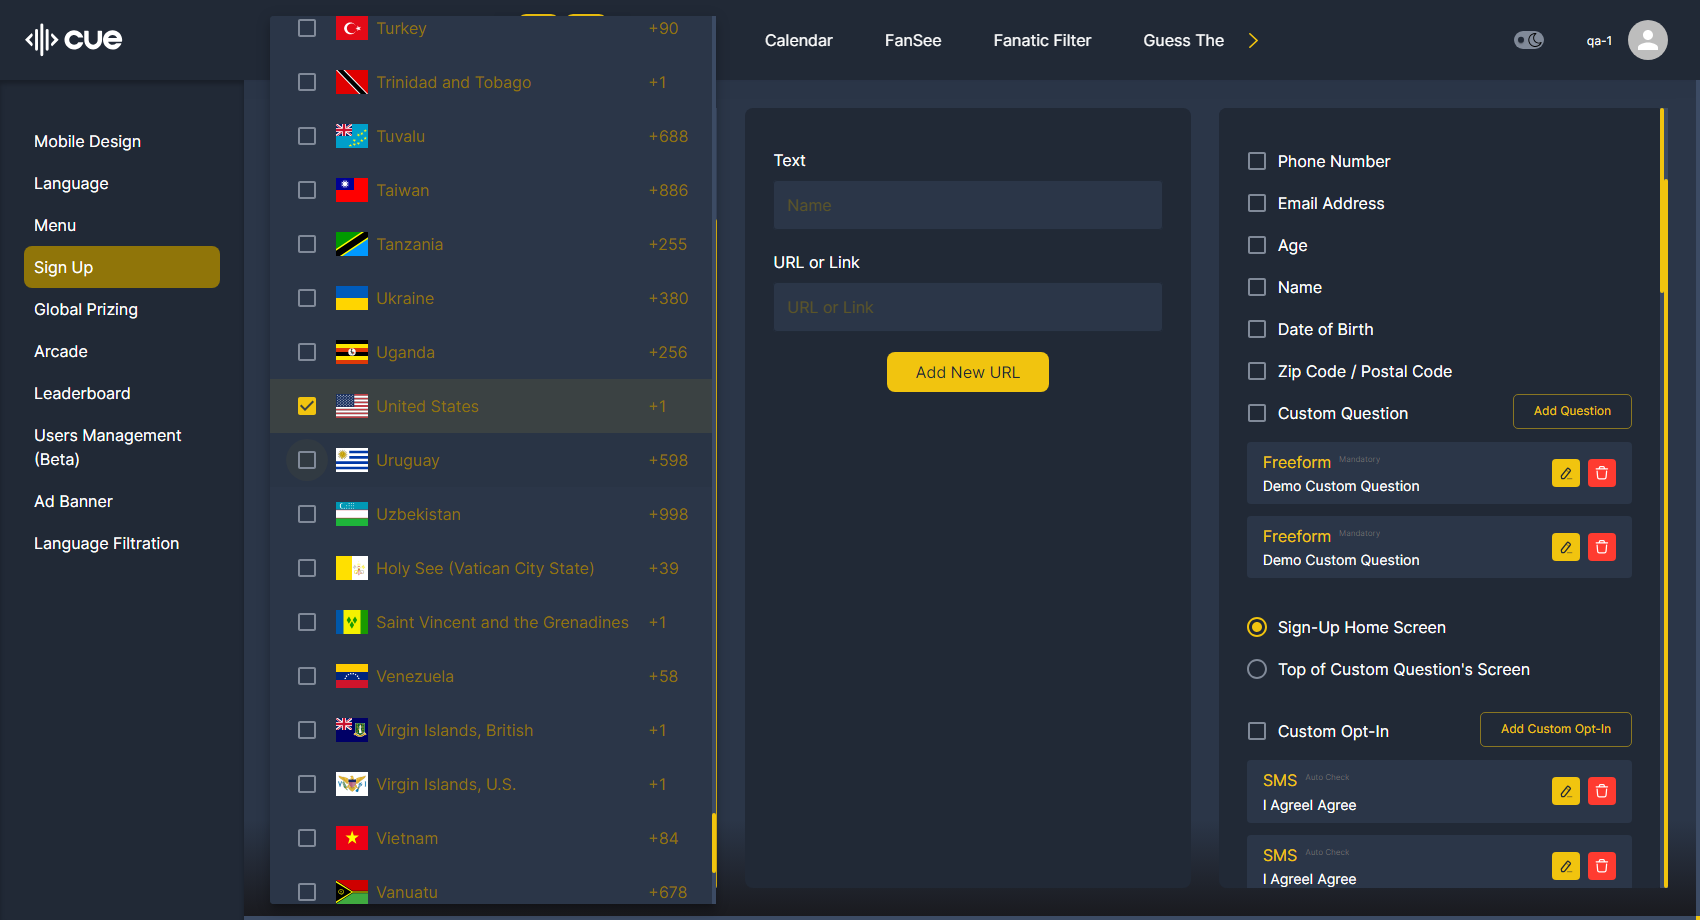 cue
Calendar
FanSee
Fanatic Filter
Guess The
qa-1
Mobile Design
Language
Menu
Sign Up
Global Prizing
Arcade
Leaderboard
Users Management
(Beta)
Ad Banner
Language Filtration
Turkey +90
Trinidad and Tobago +1
Tuvalu +688
Taiwan +886
Tanzania +255
Ukraine +380
Uganda +256
United States +1
Uruguay +598
Uzbekistan +998
Holy See (Vatican City State) +39
Saint Vincent and the Grenadines +1
Venezuela +58
Virgin Islands, British +1
Virgin Islands, U.S. +1
Vietnam +84
Vanuatu +678
Text
Name
URL or Link
URL or Link
Add New URL
Phone Number
Email Address
Age
Name
Date of Birth
Zip Code / Postal Code
Custom Question
Add Question
Freeform Mandatory
Demo Custom Question
Freeform Mandatory
Demo Custom Question
Sign-Up Home Screen
Top of Custom Question's Screen
Custom Opt-In
Add Custom Opt-In
SMS Auto Check
I AgreeI Agree
SMS Auto Check
I AgreeI Agree